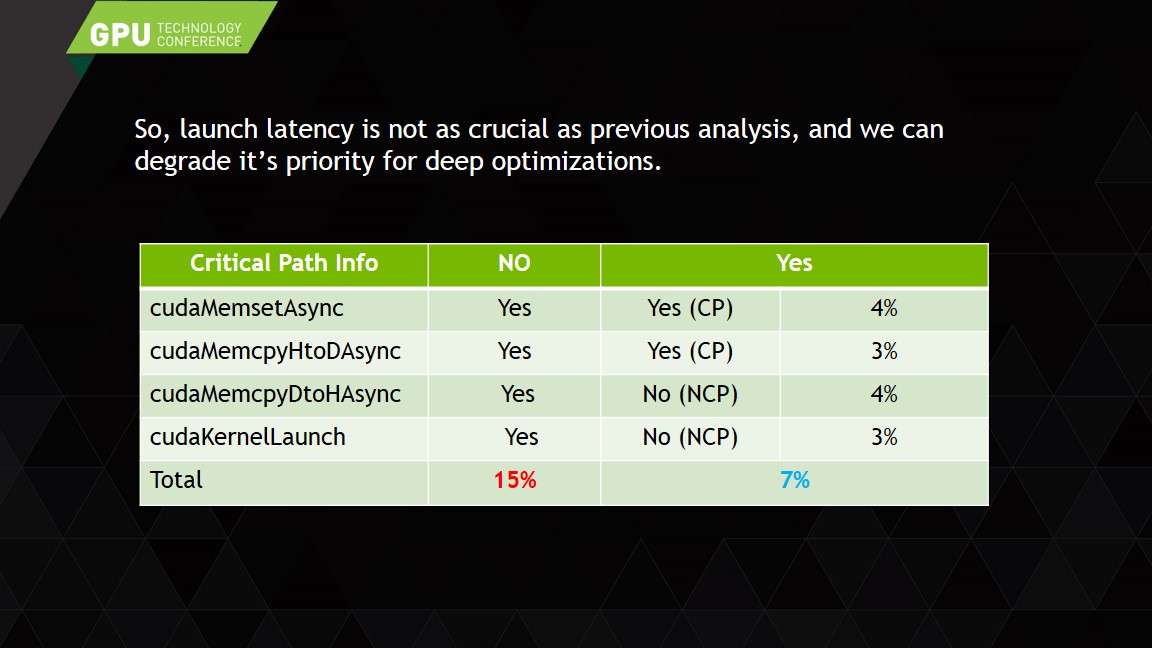 GPU TECHNOLOGY
CONFERENCE
So, launch latency is not as crucial as previous analysis, and we can
degrade it's priority for deep optimizations.
Critical Path Info NO Yes
cudaMemsetAsync Yes Yes (CP) 4%
cudaMemcpyHtoDAsync Yes Yes (CP) 3%
cudaMemcpyDtoHAsync Yes No (NCP) 4%
cudaKernelLaunch Yes No (NCP) 3%
Total 15% 7%